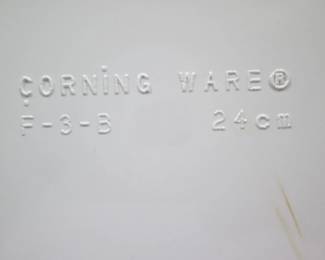 CORNING WARE®
F-3-B 24cm